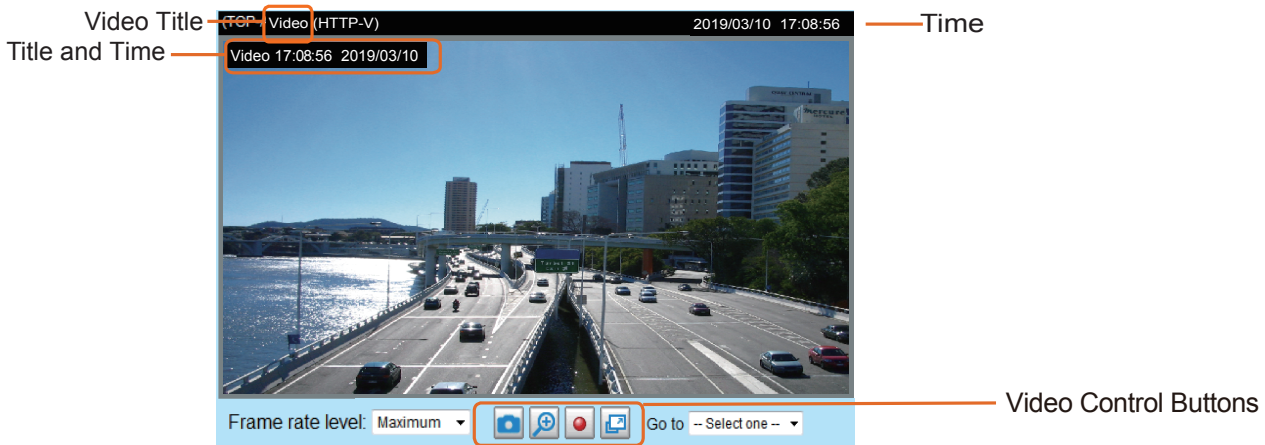 Video Title
(TCP-/ Video (HTTP-V)
2019/03/10 17:08:56
Time
Title and Time
Video 17:08:56 2019/03/10
mercure
Frame rate level: Maximum
Go to -- Select one --
Video Control Buttons